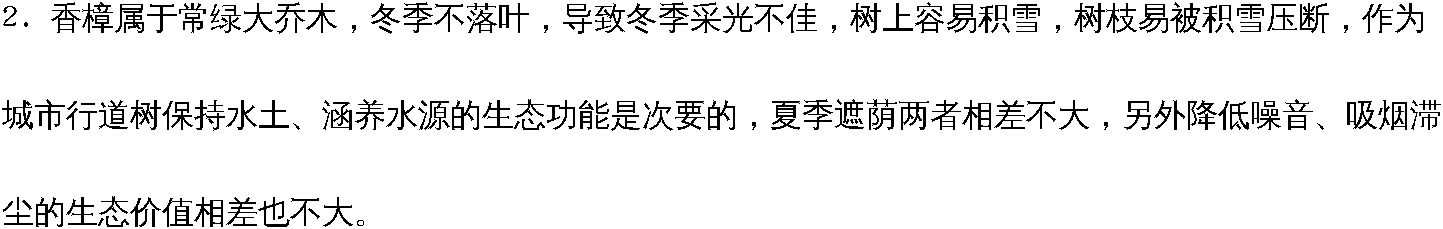 2．香樟属于常绿大乔木，冬季不落叶，导致冬季采光不佳，树上容易积雪，树枝易被积雪压断，作为
城市行道树保持水土、涵养水源的生态功能是次要的，夏季遮荫两者相差不大，另外降低噪音、吸烟滞
尘的生态价值相差也不大。